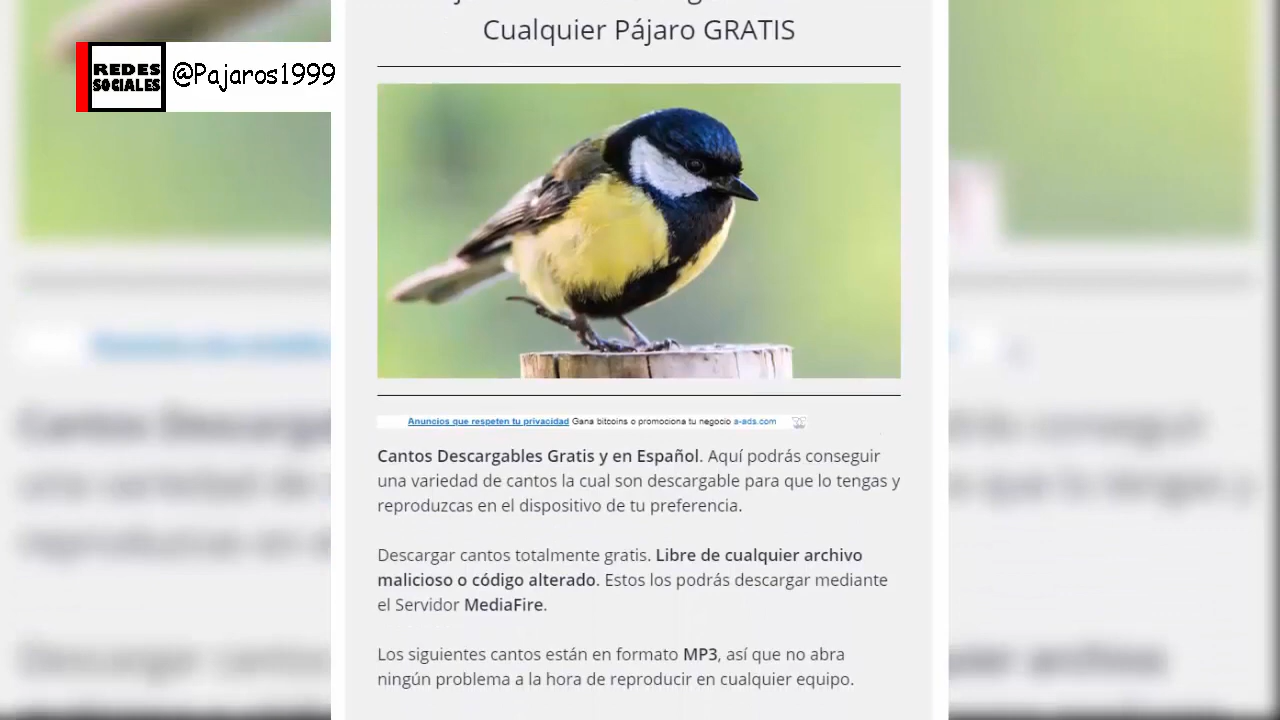 Cualquier Pájaro GRATIS
REDES
SOCIALES
@Pajaros1999
Anuncios que respeten tu privacidad Gana bitcoins o promociona tu negocio a-ads.com
Cantos Descargables Gratis y en Español. Aquí podrás conseguir
una variedad de cantos la cual son descargable para que lo tengas y
reproduzcas en el dispositivo de tu preferencia.
Descargar cantos totalmente gratis. Libre de cualquier archivo
malicioso o código alterado. Estos los podrás descargar mediante
el Servidor MediaFire.
Los siguientes cantos están en formato MP3, así que no abra
ningún problema a la hora de reproducir en cualquier equipo.